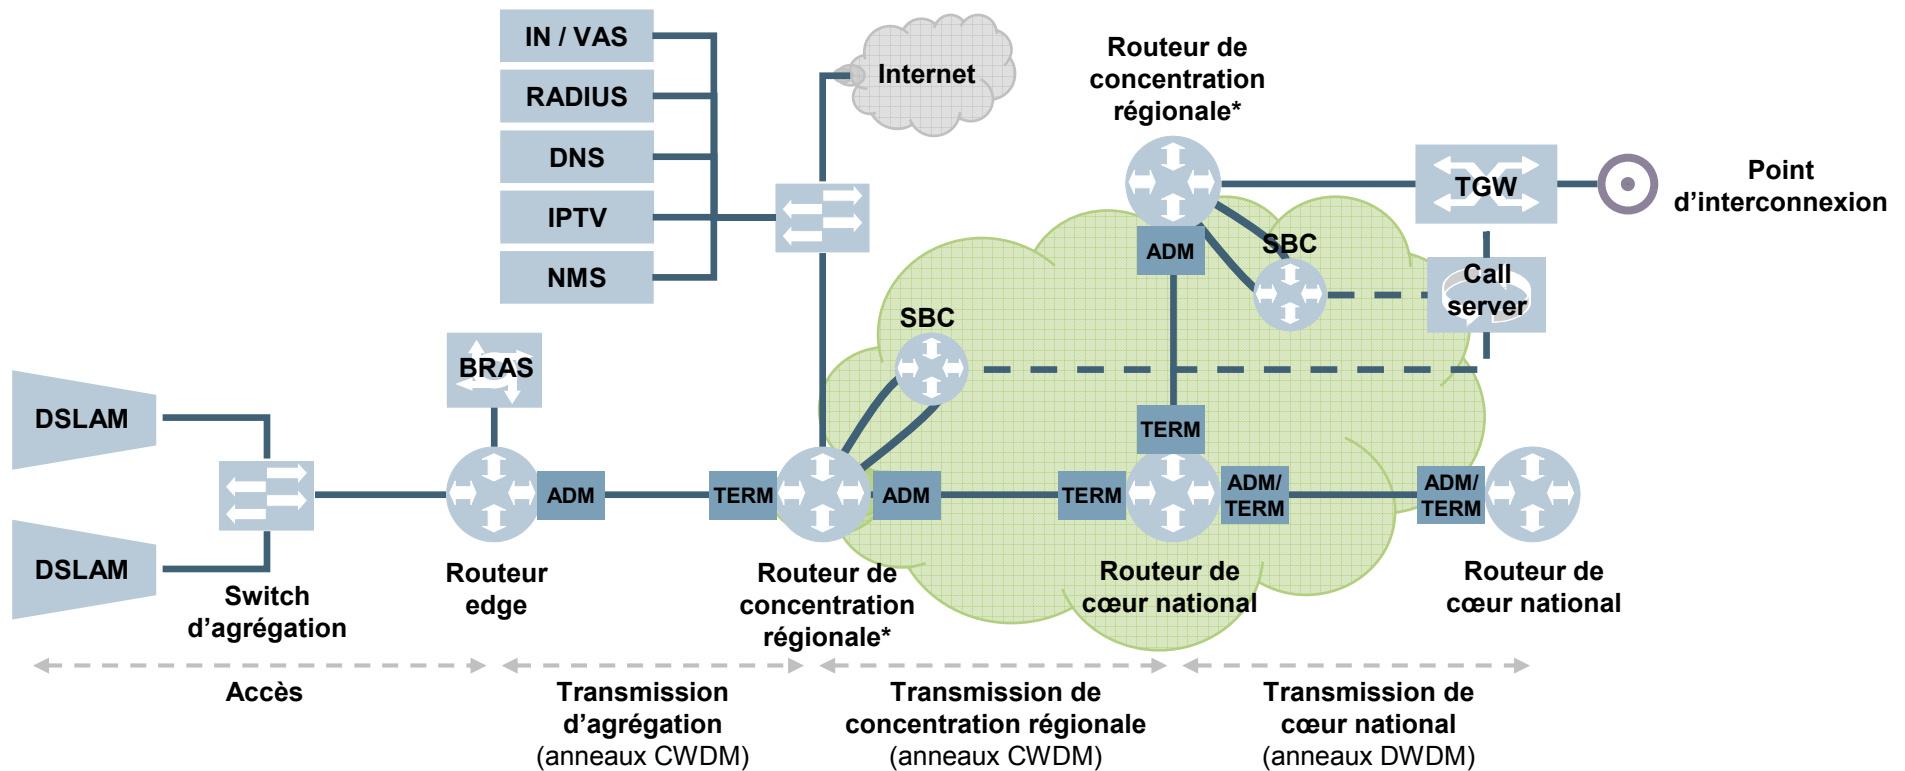 IN / VAS
RADIUS
DNS
IPTV
NMS
Internet
Routeur de
concentration
régionale*
TGW
Point
d'interconnexion
ADM
SBC
Call
server
SBC
BRAS
DSLAM
DSLAM
TERM
ADM
TERM
ADM
TERM
ADM/
TERM
ADM/
TERM
Switch
d'agrégation
Routeur
edge
Routeur de
concentration
régionale*
Routeur de
cœur national
Routeur de
cœur national
Accès
Transmission
d'agrégation
(anneaux CWDM)
Transmission de
concentration régionale
(anneaux CWDM)
Transmission de
cœur national
(anneaux DWDM)